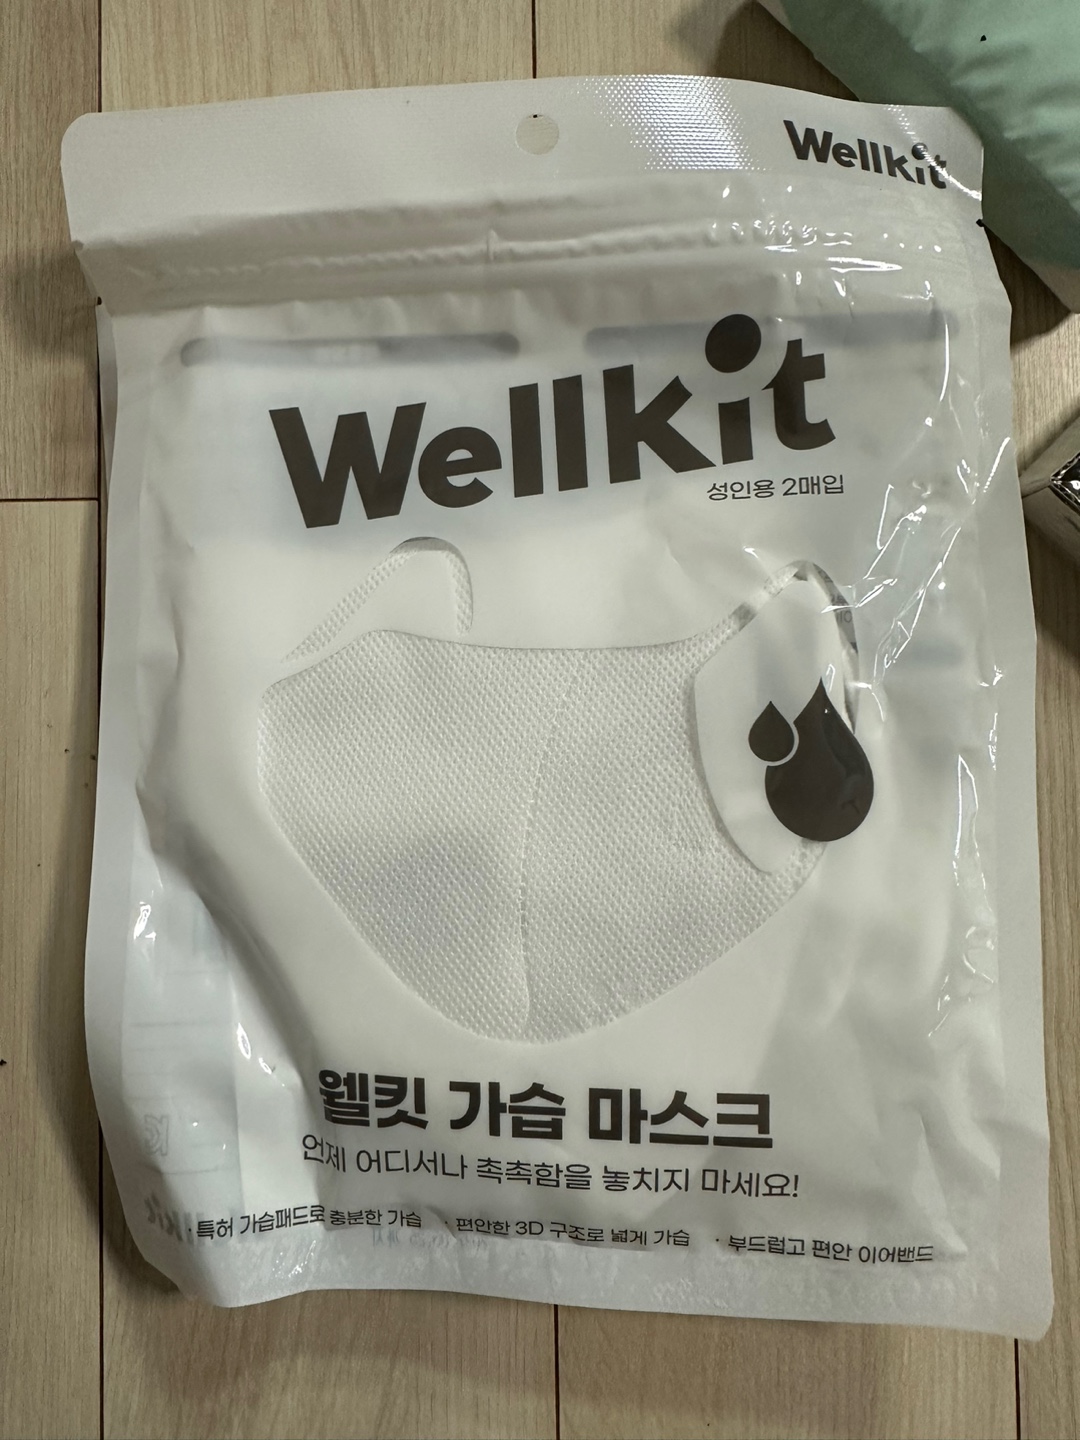 Wellkit
Wellkit
성인용 2매입
웰킷 가습 마스크
언제 어디서나 촉촉함을 놓치지 마세요!
· 특허 가습패드로 충분한 가습 · 편안한 3D 구조로 넓게 가습 · 부드럽고 편안 이어밴드